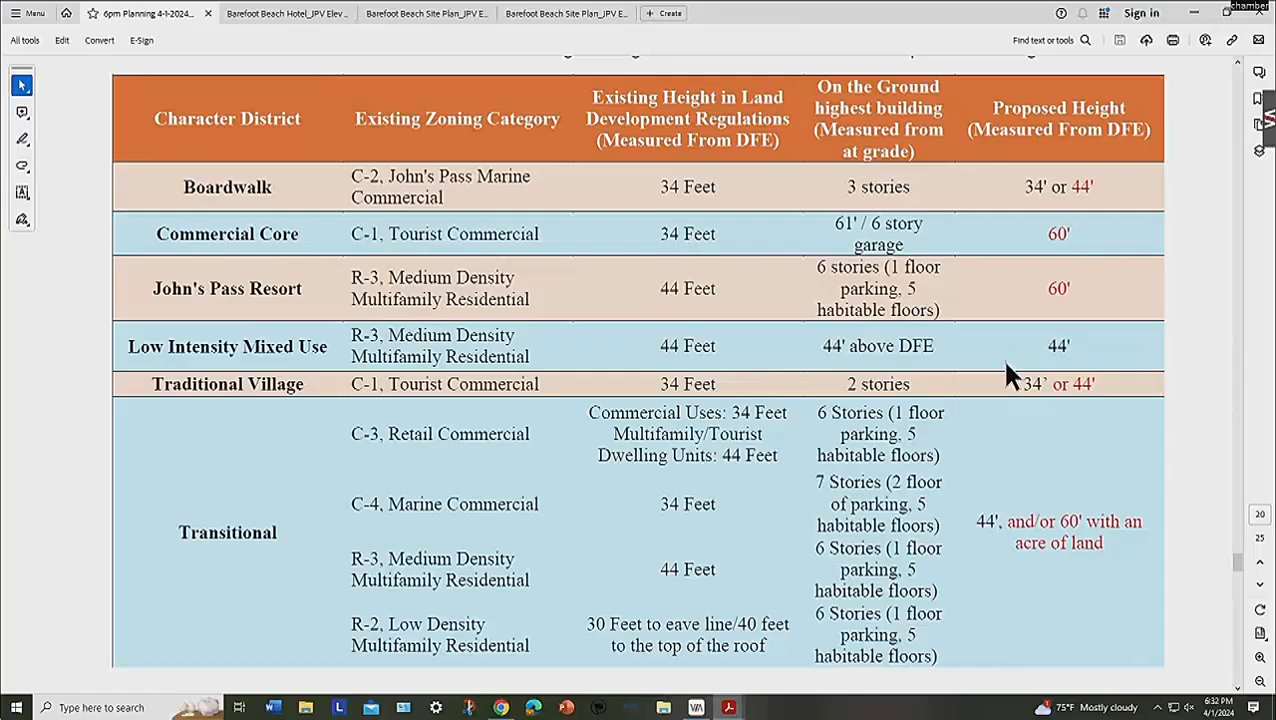 chamber
Menu
6pm Planning 4-1-2024...
Barefoot Beach Hotel_JPV Elev ...
Barefoot Beach Site Plan_JPV E...
Barefoot Beach Site Plan_JPV E...
+ Create
Sign in
All tools
Edit
Convert
E-Sign
Find text or tools
Character District
Existing Zoning Category
Existing Height in Land
Development Regulations
(Measured From DFE)
On the Ground
highest building
(Measured from
at grade)
Proposed Height
(Measured From DFE)
Boardwalk
C-2, John's Pass Marine
Commercial
34 Feet
3 stories
34' or 44'
Commercial Core
C-1, Tourist Commercial
34 Feet
61' / 6 story
garage
60'
John's Pass Resort
R-3, Medium Density
Multifamily Residential
44 Feet
6 stories (1 floor
parking, 5
habitable floors)
60'
Low Intensity Mixed Use
R-3, Medium Density
Multifamily Residential
44 Feet
44' above DFE
44'
Traditional Village
C-1, Tourist Commercial
34 Feet
2 stories
34’ or 44'
Transitional
C-3, Retail Commercial
Commercial Uses: 34 Feet
Multifamily/Tourist
Dwelling Units: 44 Feet
6 Stories (1 floor
parking, 5
habitable floors)
C-4, Marine Commercial
34 Feet
7 Stories (2 floor
of parking, 5
habitable floors)
R-3, Medium Density
Multifamily Residential
44 Feet
6 Stories (1 floor
parking, 5
habitable floors)
R-2, Low Density
Multifamily Residential
30 Feet to eave line/40 feet
to the top of the roof
6 Stories (1 floor
parking, 5
habitable floors)
44', and/or 60' with an
acre of land
20
25
Type here to search
75°F Mostly cloudy
6:32 PM
4/1/2024